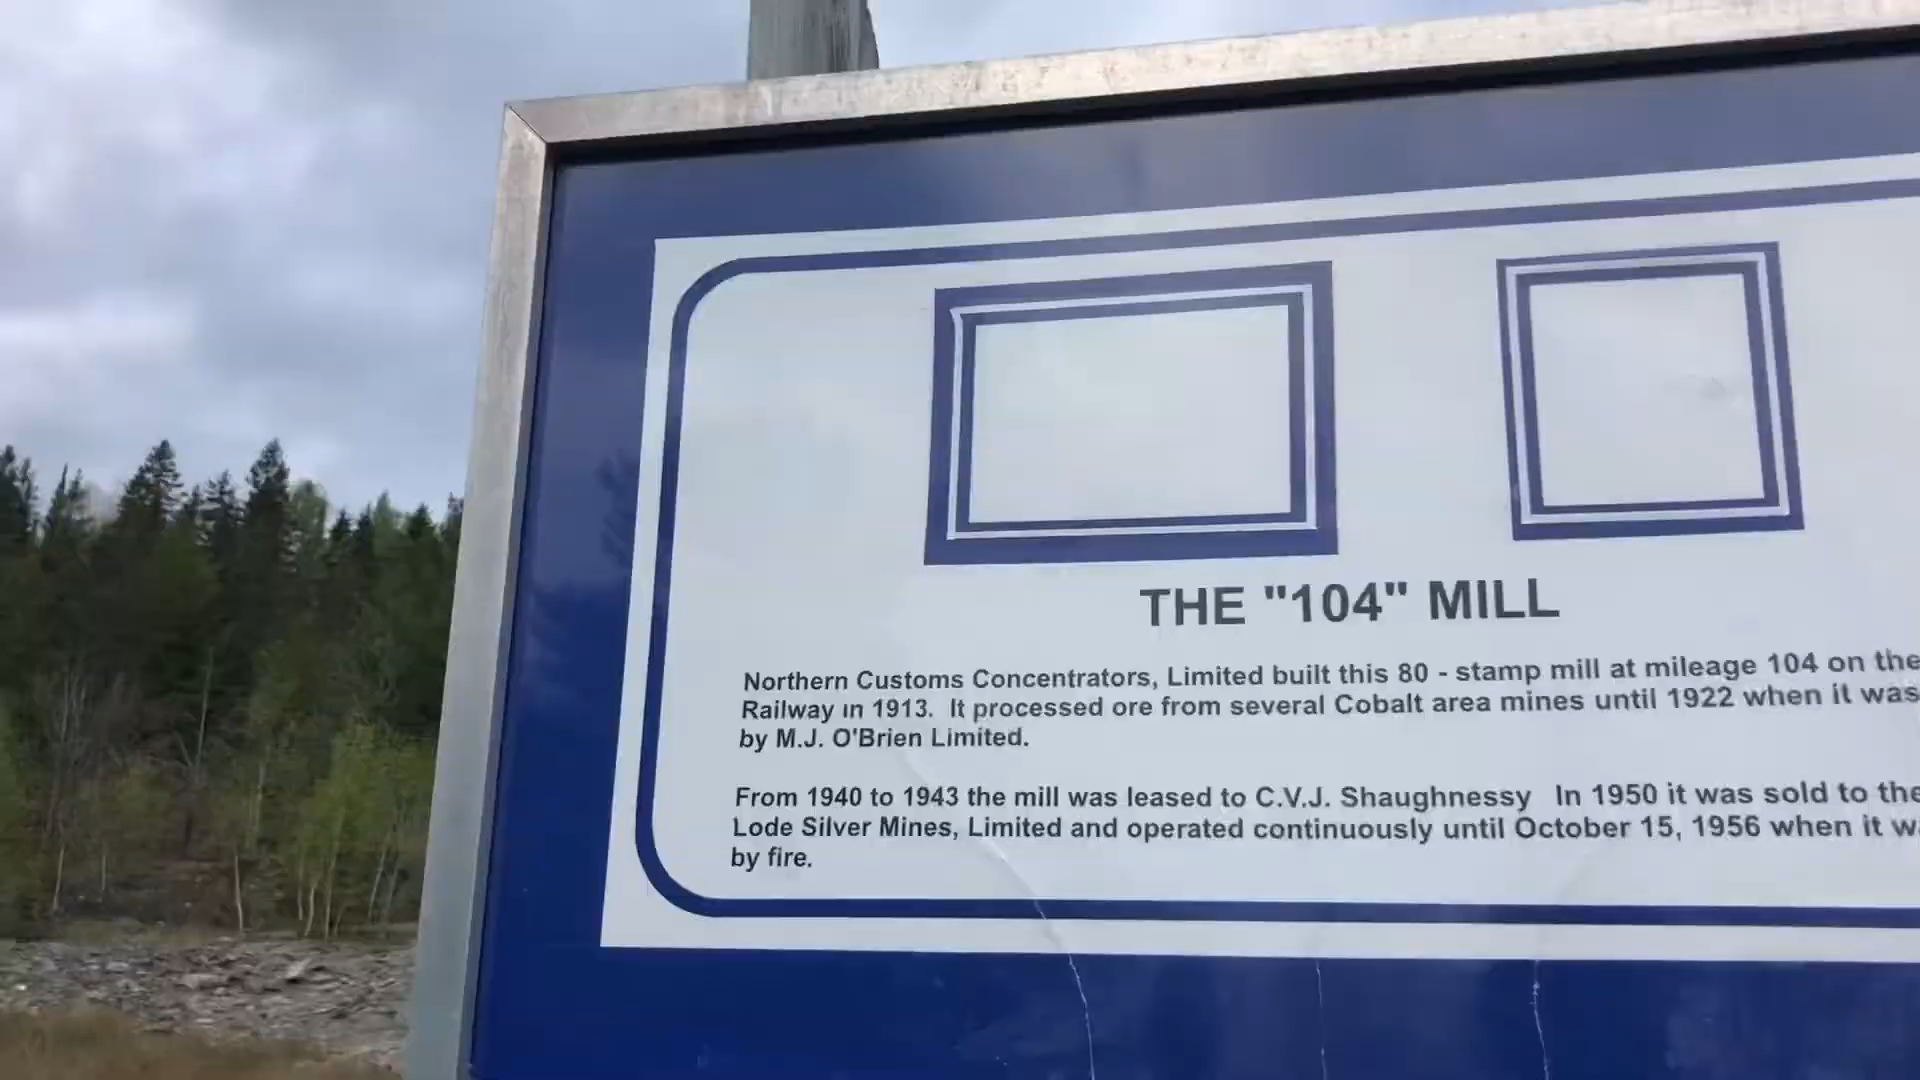 THE "104" MILL
Northern Customs Concentrators, Limited built this 80 - stamp mill at mileage 104 on the
Railway in 1913. It processed ore from several Cobalt area mines until 1922 when it was
by M.J. O'Brien Limited.
From 1940 to 1943 the mill was leased to C.V.J. Shaughnessy In 1950 it was sold to the
Lode Silver Mines, Limited and operated continuously until October 15, 1956 when it
by fire.